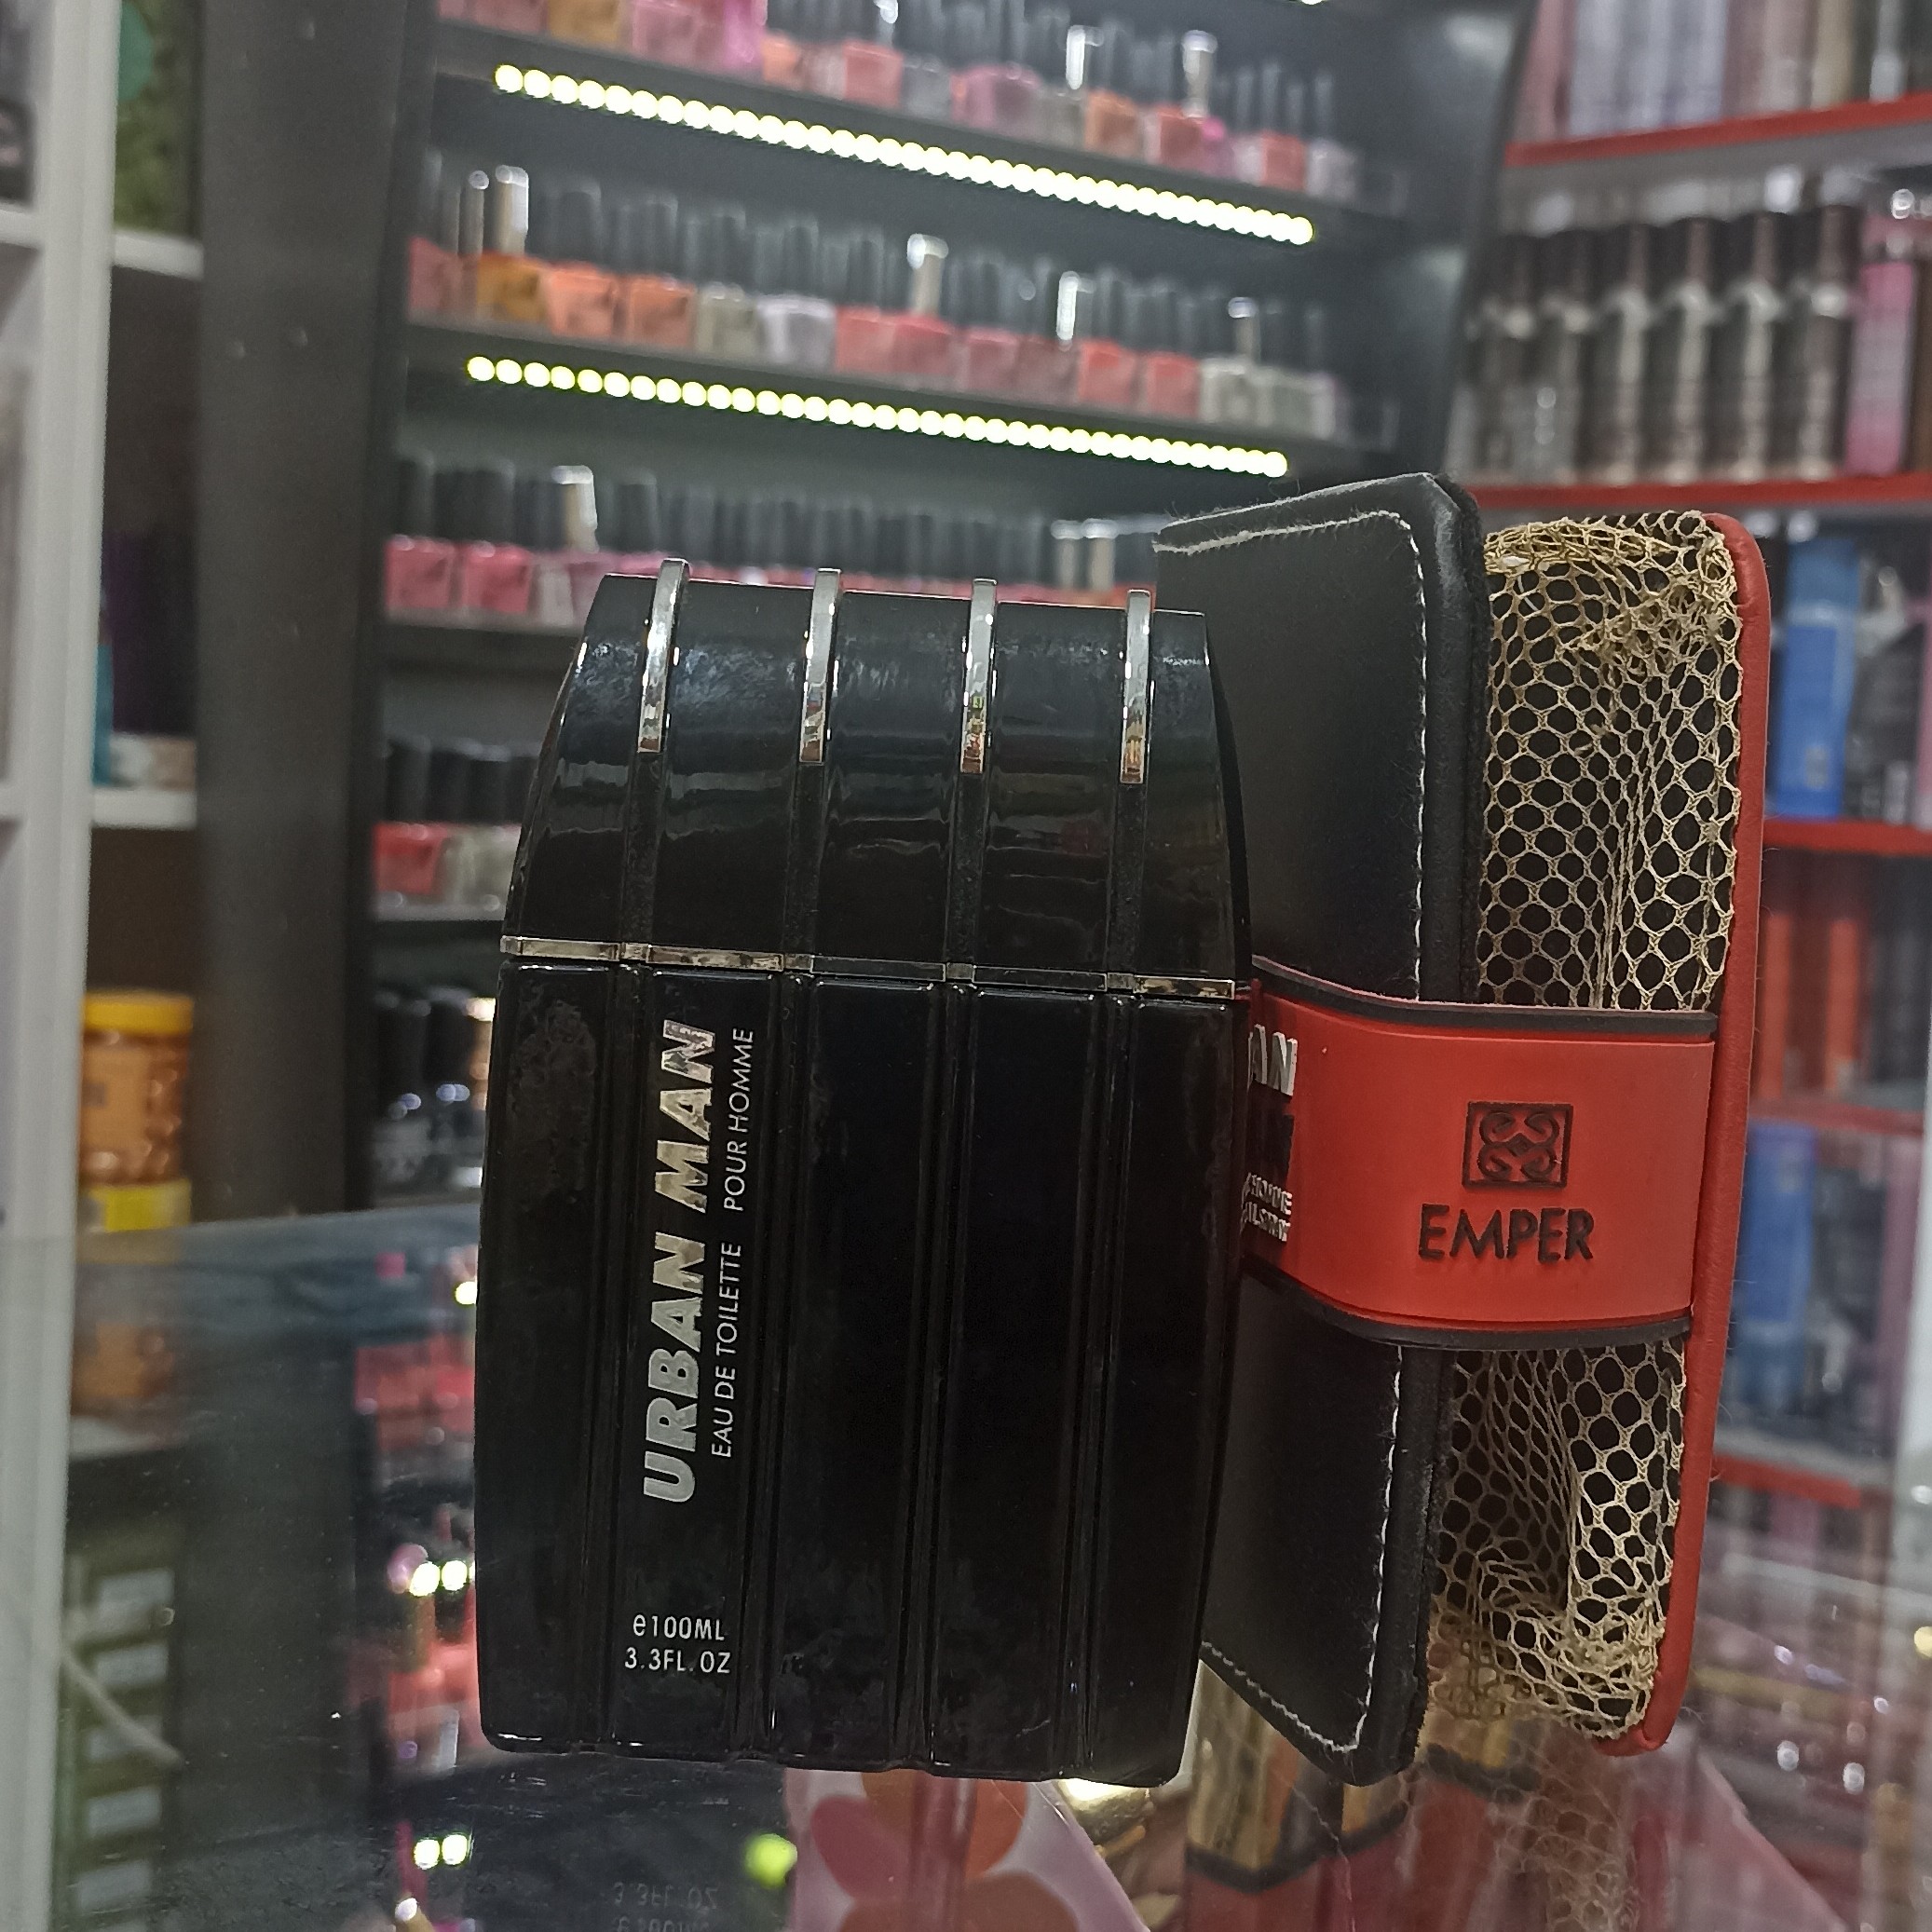 URBAN MAN
EAU DE TOILETTE POUR HOMME
e100ML
3.3FL.OZ
EMPER